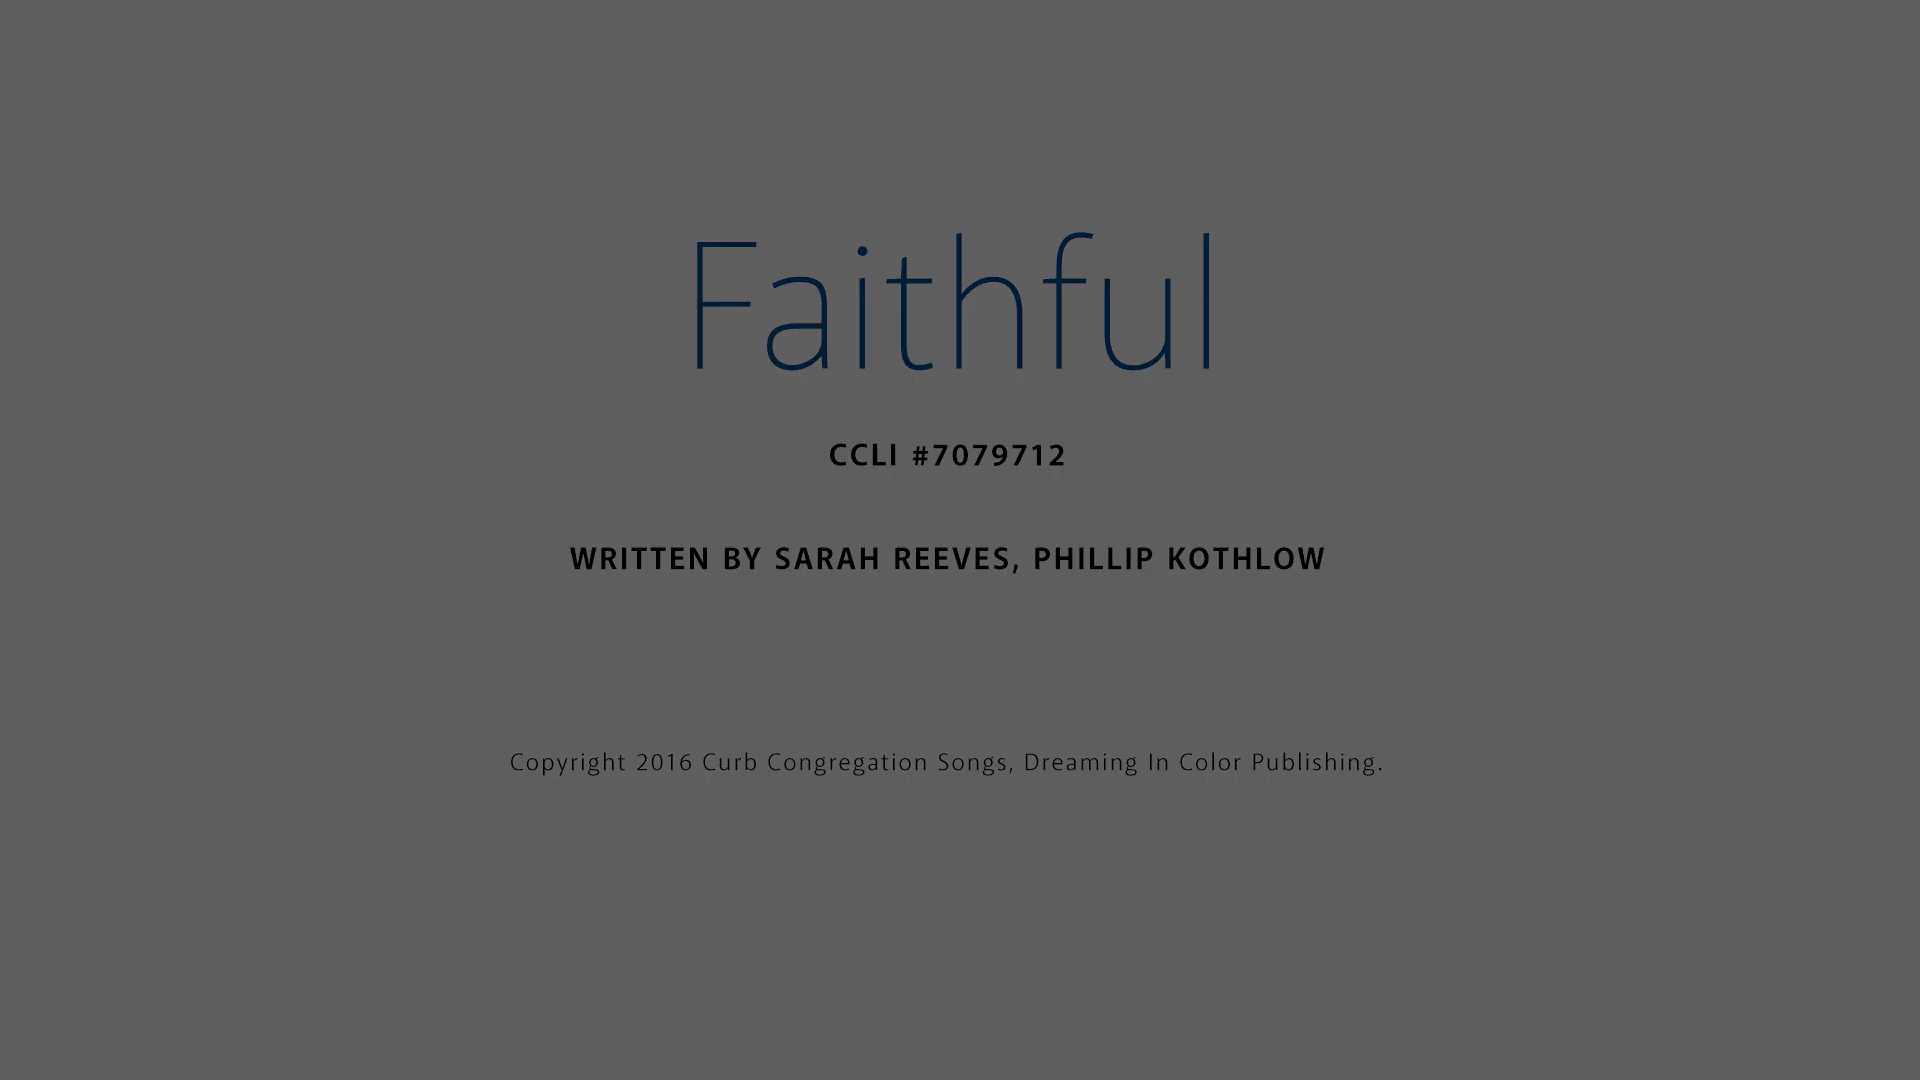 Faithful
CCLI #7079712
WRITTEN BY SARAH REEVES, PHILLIP KOTHLOW
Copyright 2016 Curb Congregation Songs, Dreaming In Color Publishing.